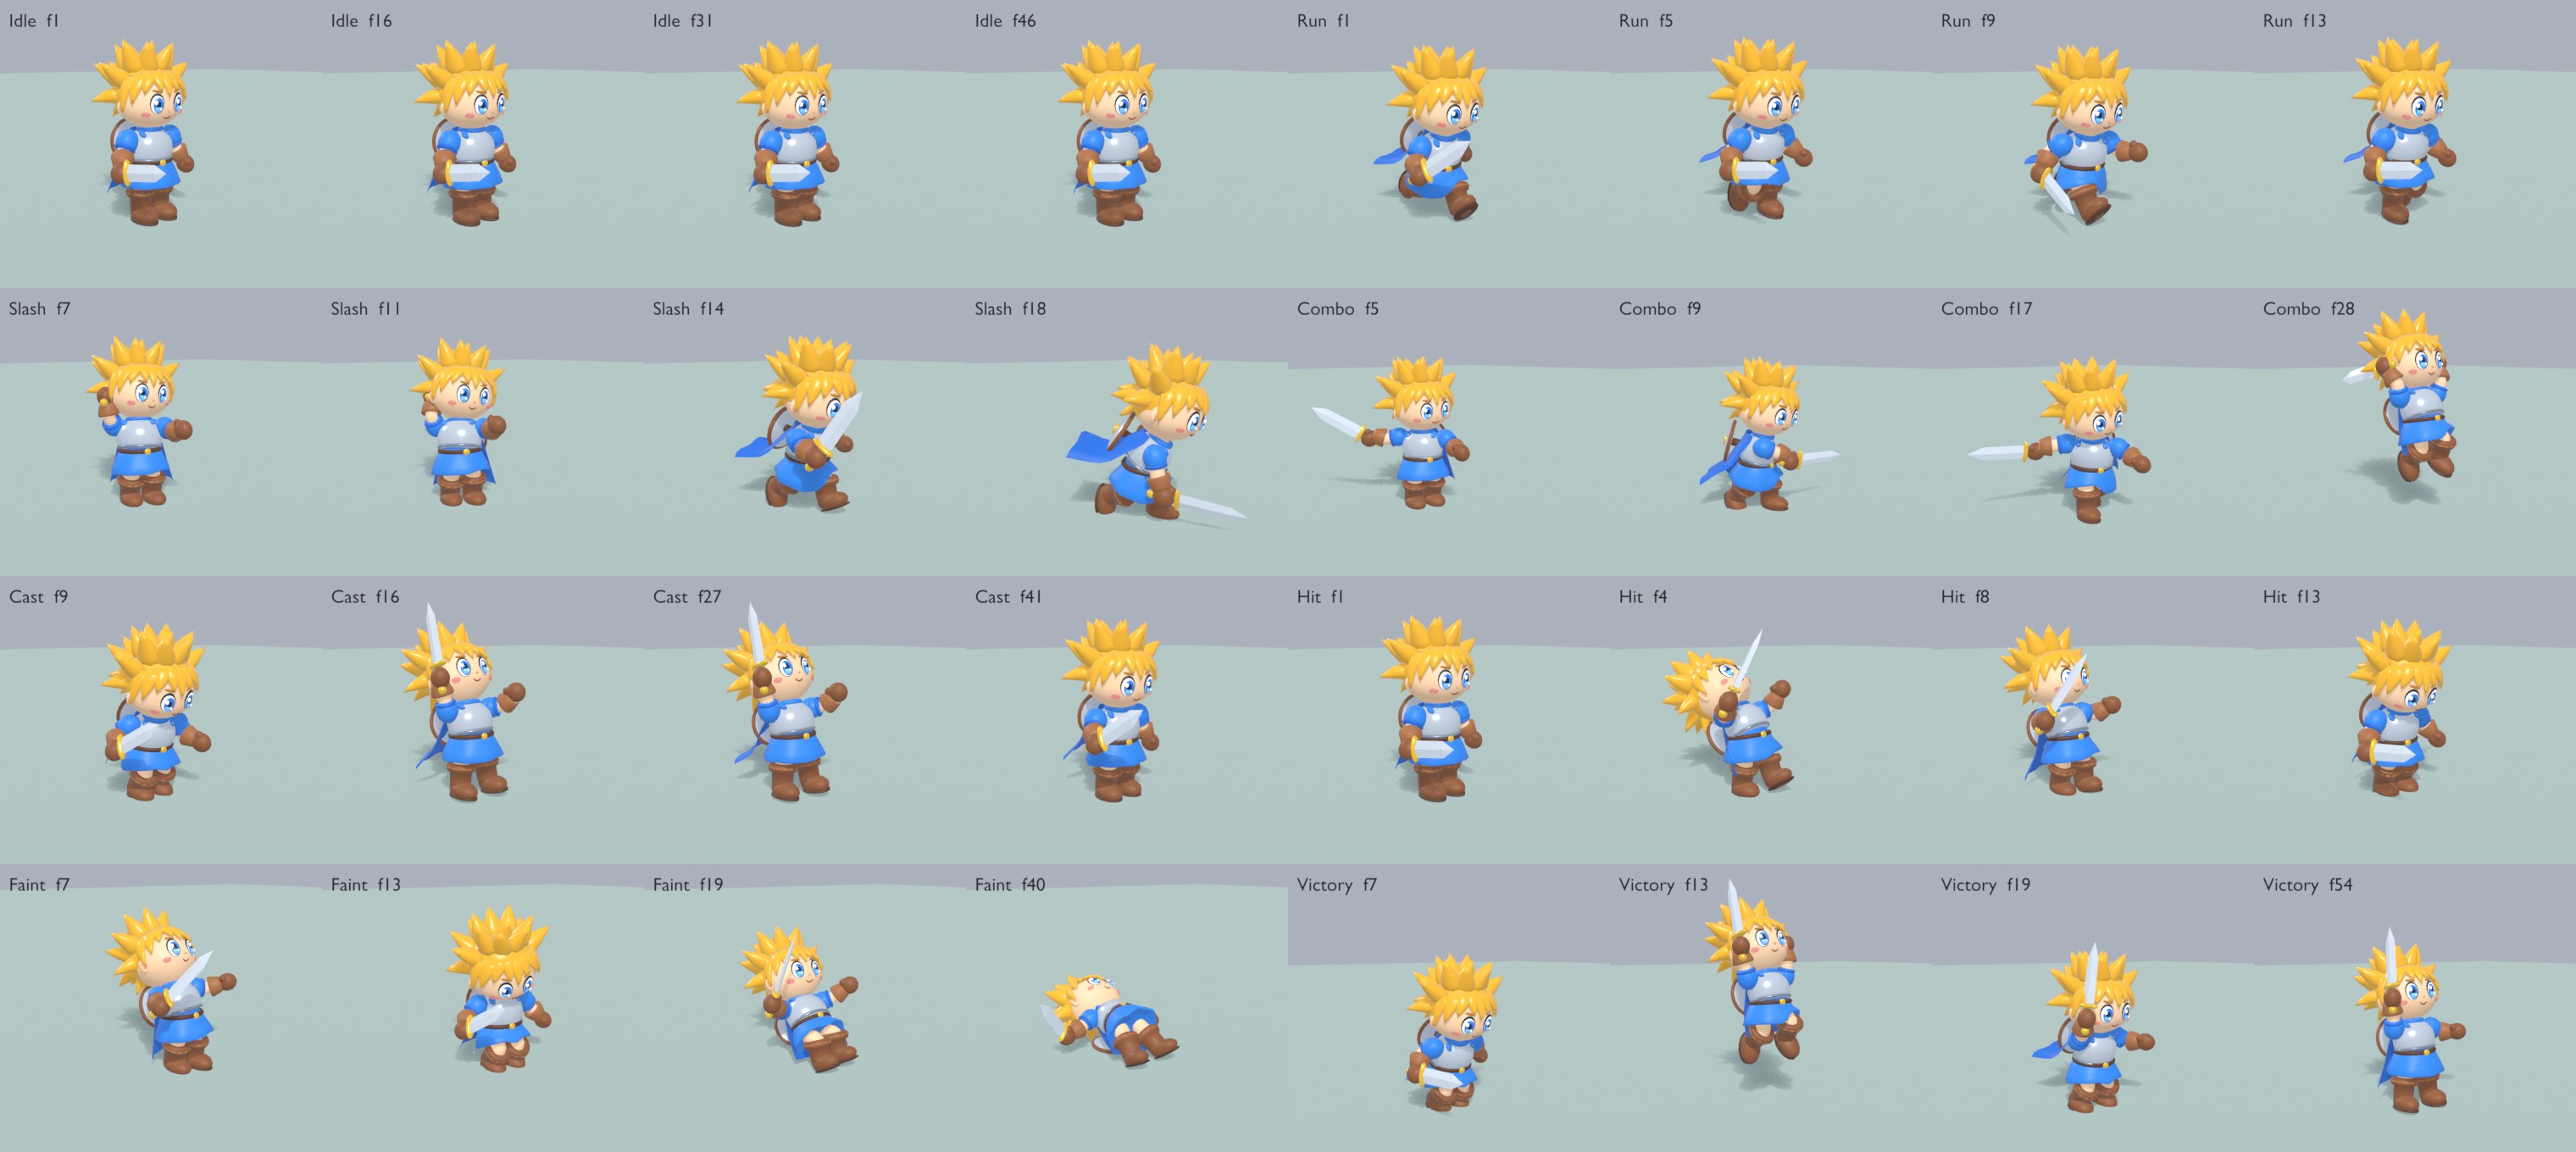 Idle f1
Idle f16
Idle f31
Idle f46
Run f1
Run f5
Run f9
Run f13
Slash f7
Slash f11
Slash f14
Slash f18
Combo f5
Combo f9
Combo f17
Combo f28
Cast f9
Cast f16
Cast f27
Cast f41
Hit f1
Hit f4
Hit f8
Hit f13
Faint f7
Faint f13
Faint f19
Faint f40
Victory f7
Victory f13
Victory f19
Victory f54